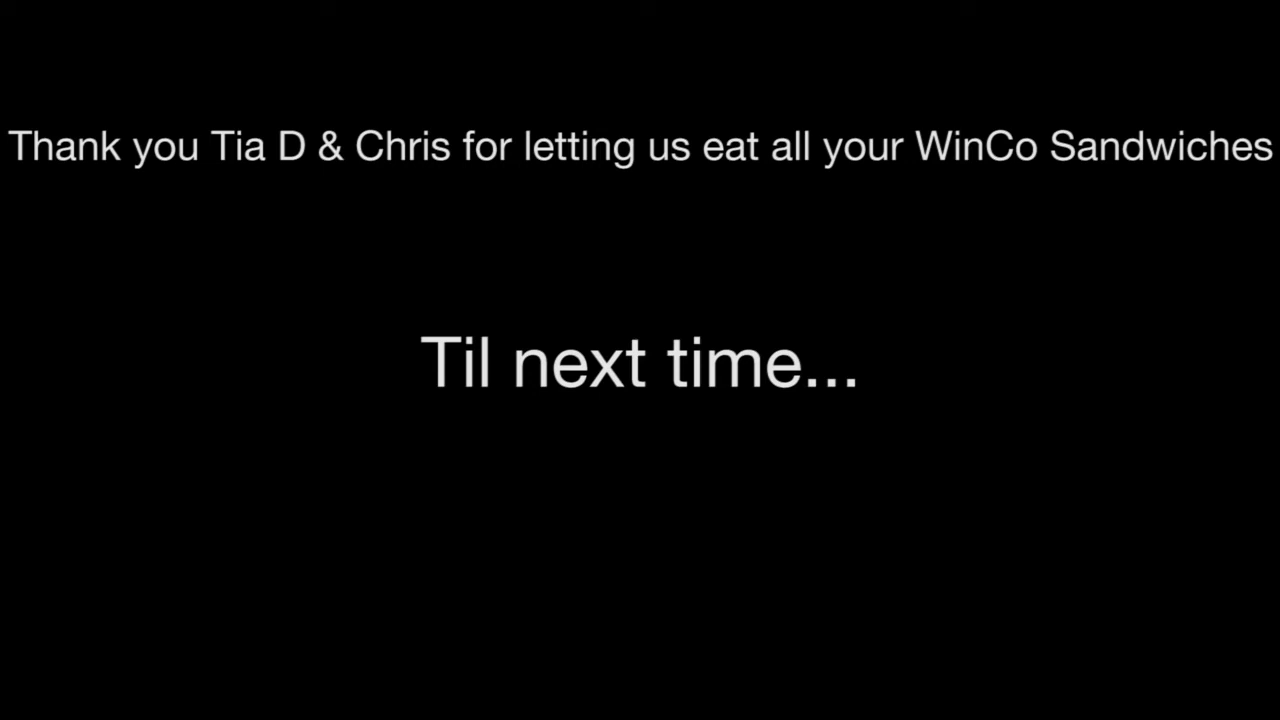 Thank you Tia D & Chris for letting us eat all your WinCo Sandwiches
Til next time...